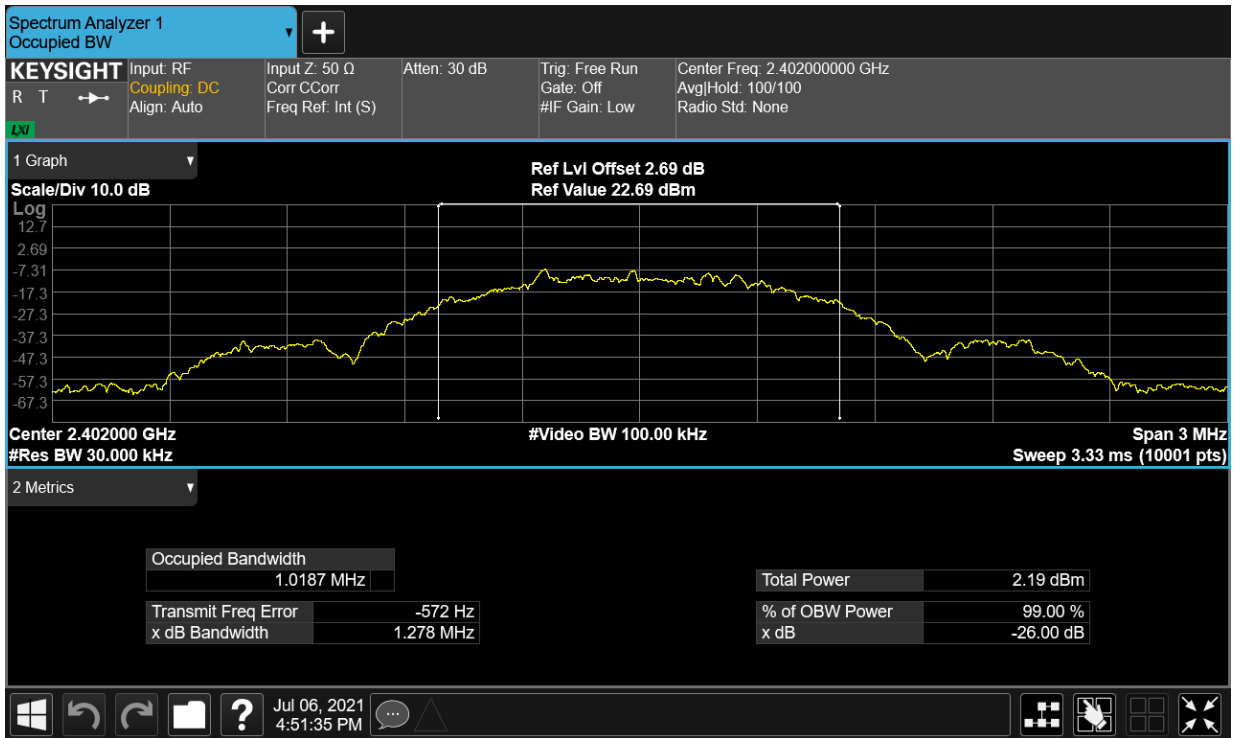 Spectrum Analyzer 1
Occupied BW
+
KEYSIGHT
R T
LXI
Input: RF
Coupling: DC
Align: Auto
Input Z: 50 Ω
Corr CCorr
Freq Ref: Int (S)
Atten: 30 dB
Trig: Free Run
Gate: Off
#IF Gain: Low
Center Freq: 2.402000000 GHz
Avg|Hold: 100/100
Radio Std: None
1 Graph
Scale/Div 10.0 dB
Ref Lvl Offset 2.69 dB
Ref Value 22.69 dBm
Log
12.7
2.69
-7.31
-17.3
-27.3
-37.3
-47.3
-57.3
-67.3
Center 2.402000 GHz
#Video BW 100.00 kHz
Span 3 MHz
#Res BW 30.000 kHz
Sweep 3.33 ms (10001 pts)
2 Metrics
Occupied Bandwidth
1.0187 MHz
Transmit Freq Error -572 Hz
x dB Bandwidth 1.278 MHz
Total Power 2.19 dBm
% of OBW Power 99.00 %
x dB -26.00 dB
?
Jul 06, 2021
4:51:35 PM